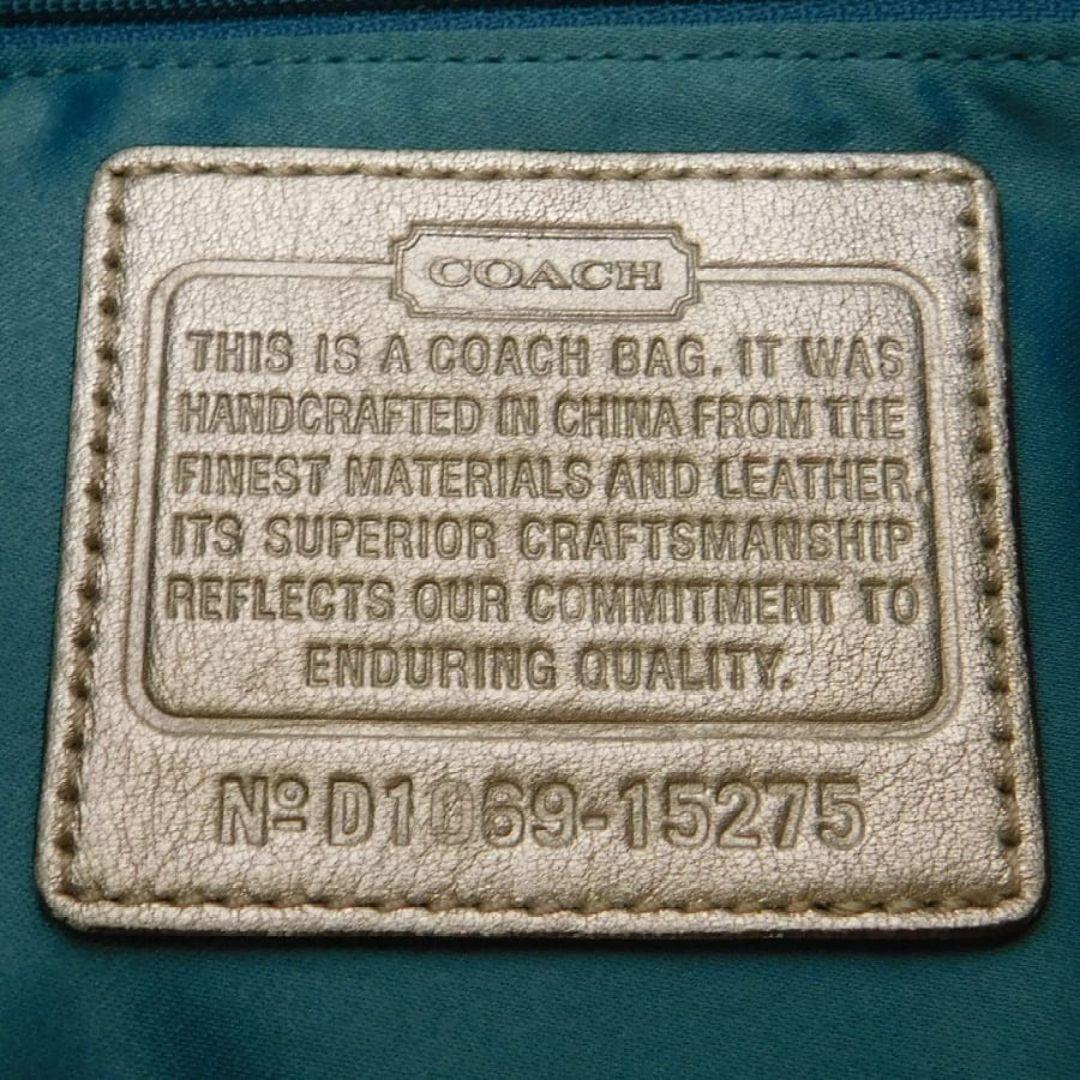 COACH
THIS IS A COACH BAG. IT WAS
HANDCRAFTED IN CHINA FROM THE
FINEST MATERIALS AND LEATHER.
ITS SUPERIOR CRAFTSMANSHIP
REFLECTS OUR COMMITMENT TO
ENDURING QUALITY.
Nº D1069-15275